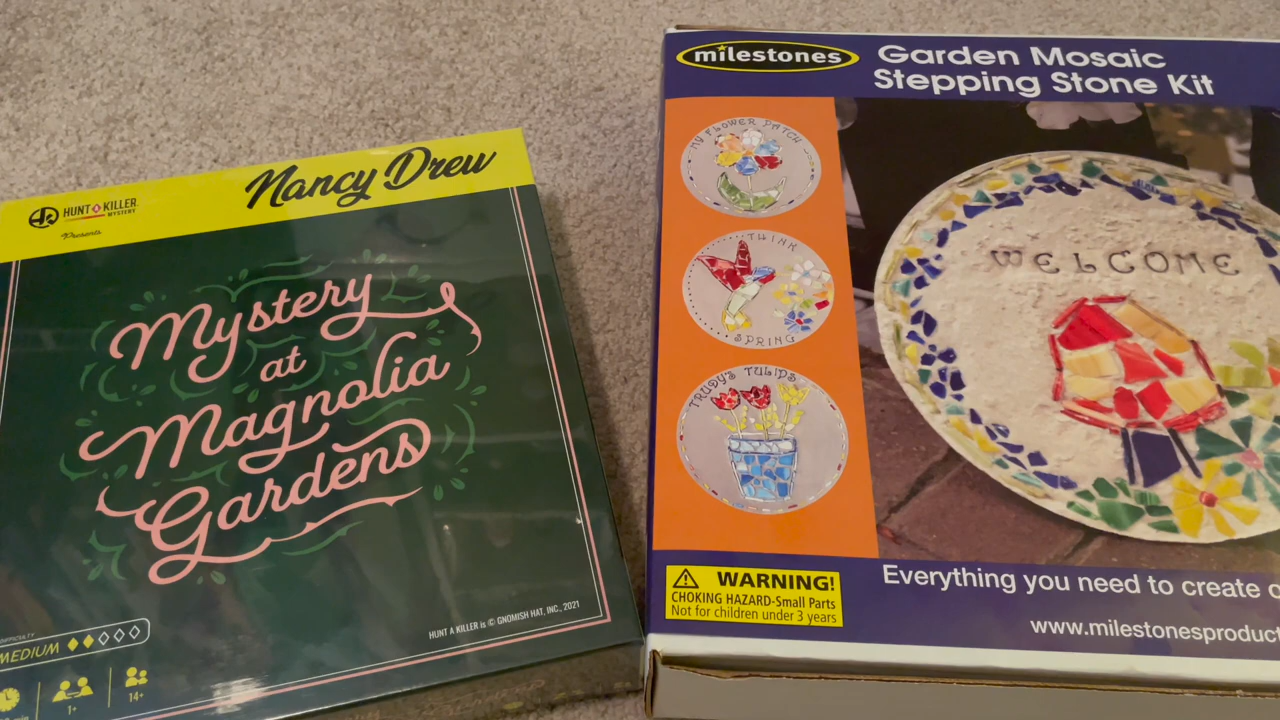 Nancy Drew
HUNT A KILLER
MYSTERY
Presents
Mystery
at
Magnolia
Gardens
HUNT A KILLER is © GNOMISH HAT, INC., 2021
DIFFICULTY
MEDIUM
1+
14+
milestones
Garden Mosaic
Stepping Stone Kit
MY FLOWER PATCH
THINK
SPRING
TRUDY'S TULIPS
WELCOME
WARNING!
CHOKING HAZARD-Small Parts
Not for children under 3 years
Everything you need to create
www.milestonesproduct